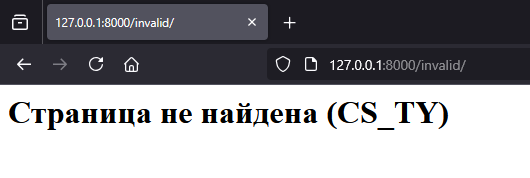 127.0.0.1:8000/invalid/
127.0.0.1:8000/invalid/
Страница не найдена (CS_TY)